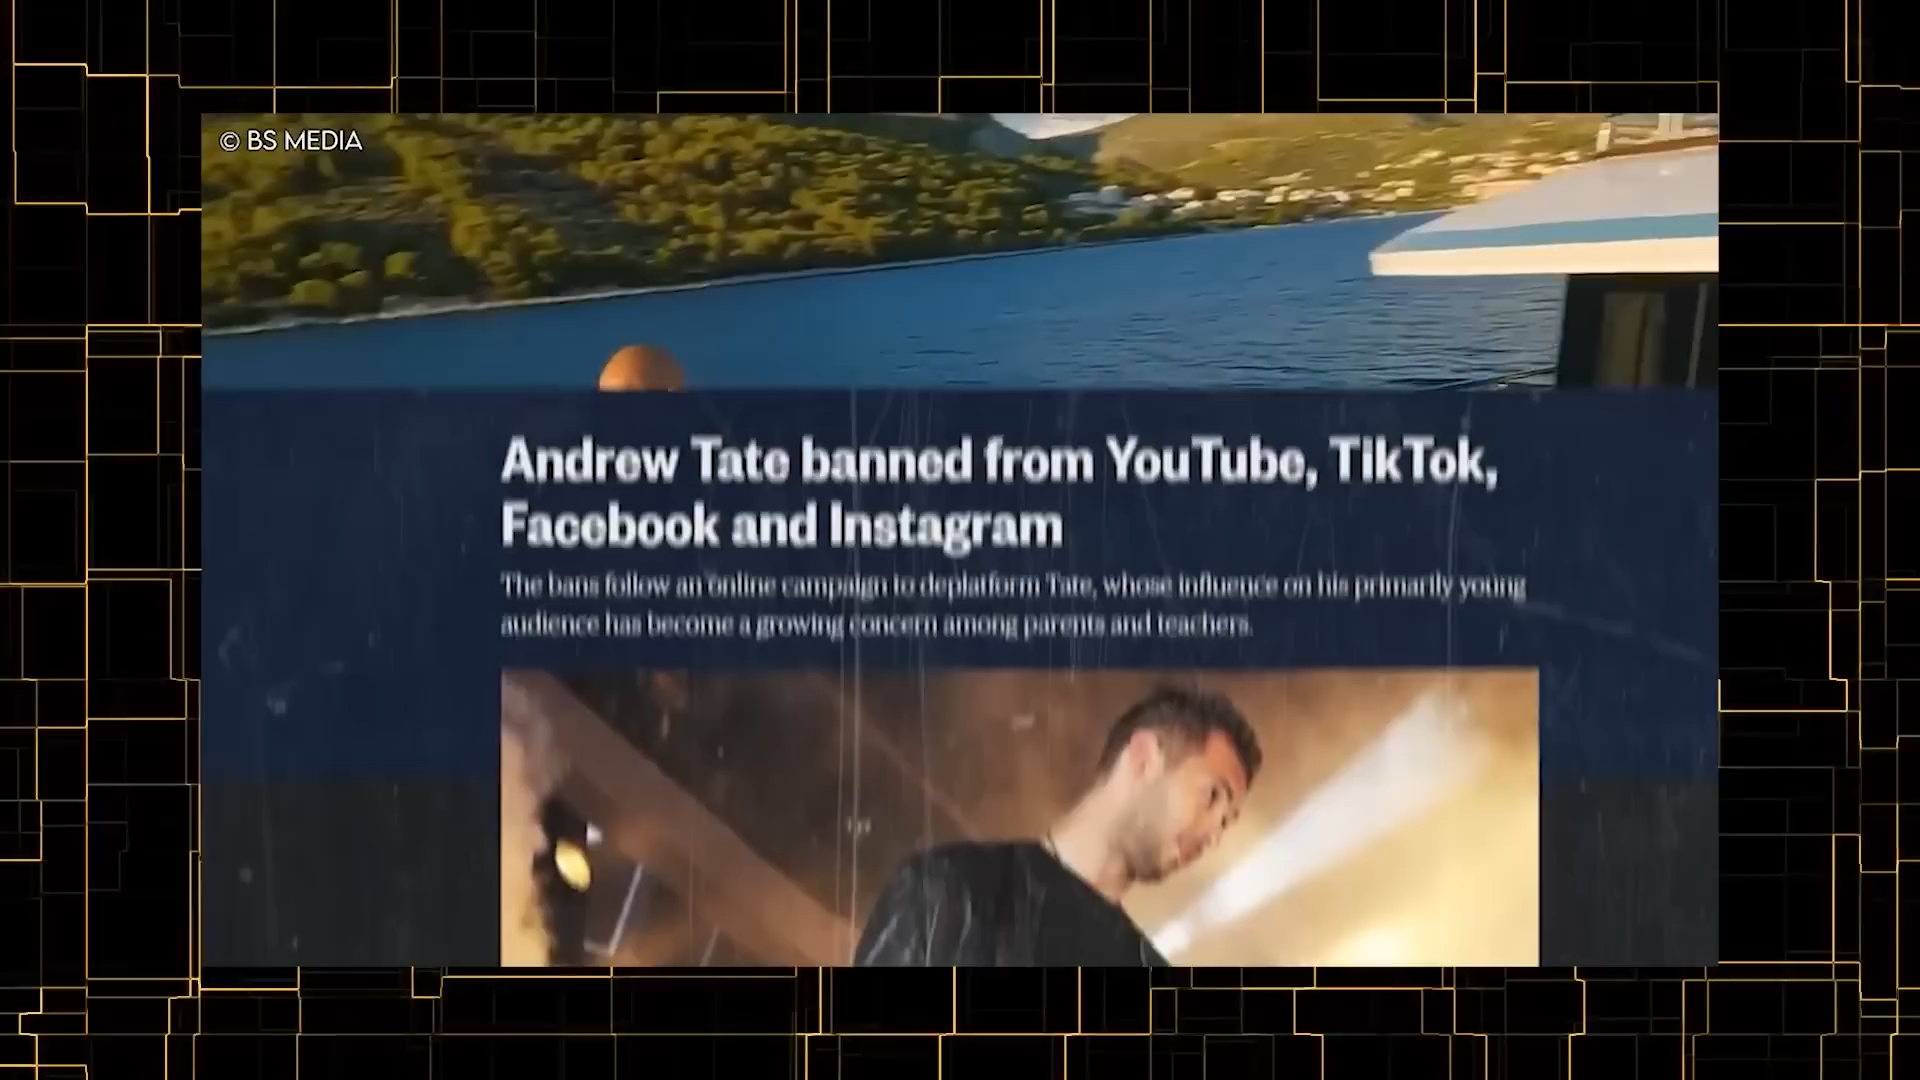 © BS MEDIA
Andrew Tate banned from YouTube, TikTok,
Facebook and Instagram
The bans follow an online campaign to deplatform Tate, whose influence on his primarily young
audience has become a growing concern among parents and teachers.